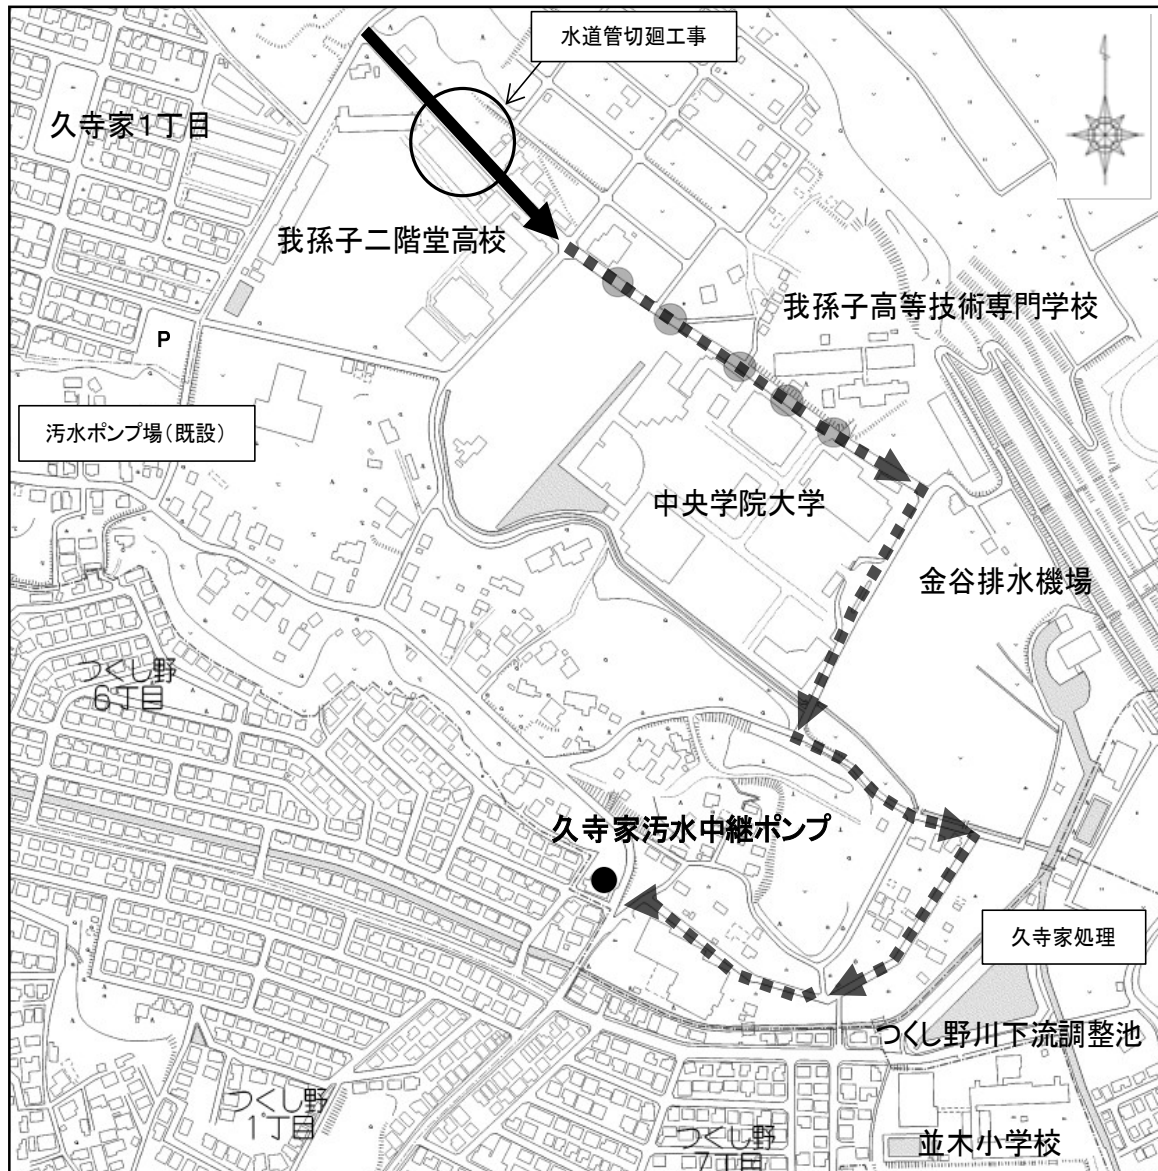 水道管切廻工事
久寺家1丁目
我孫子二階堂高校
我孫子高等技術専門学校
P
汚水ポンプ場(既設)
中央学院大学
金谷排水機場
つくし野
6丁目
久寺家汚水中継ポンプ
久寺家処理
つくし野川下流調整池
つくし野
1丁目
つくし野
7丁目
並木小学校